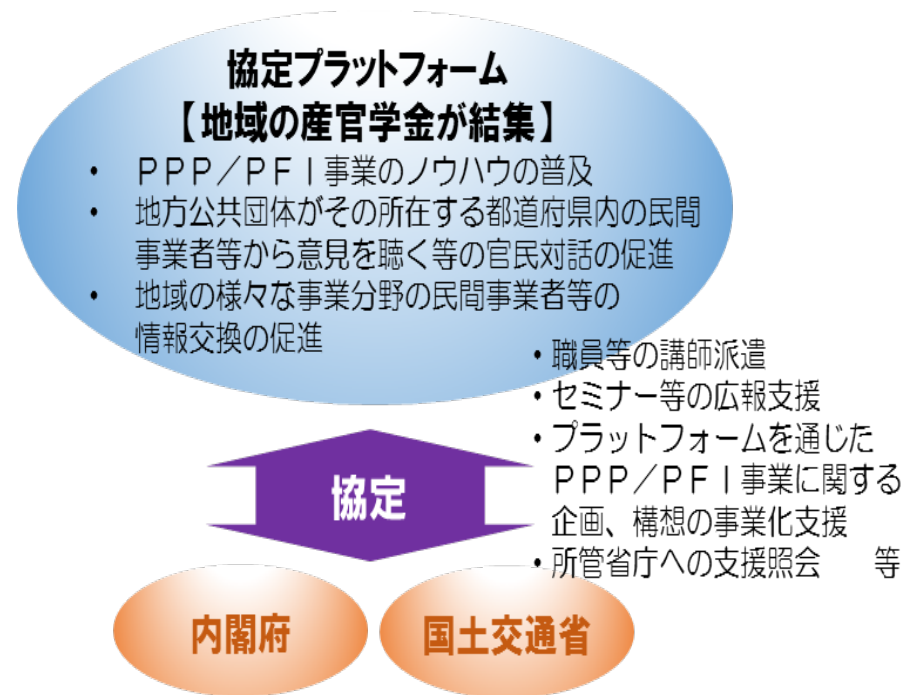 協定プラットフォーム
【地域の産官学金が結集】
・ ＰＰＰ／ＰＦＩ事業のノウハウの普及
・ 地方公共団体がその所在する都道府県内の民間
事業者等から意見を聴く等の官民対話の促進
・ 地域の様々な事業分野の民間事業者等の
情報交換の促進
・職員等の講師派遣
・セミナー等の広報支援
・プラットフォームを通じた
ＰＰＰ／ＰＦＩ事業に関する
企画、構想の事業化支援
・所管省庁への支援照会　　等
協定
内閣府
国土交通省